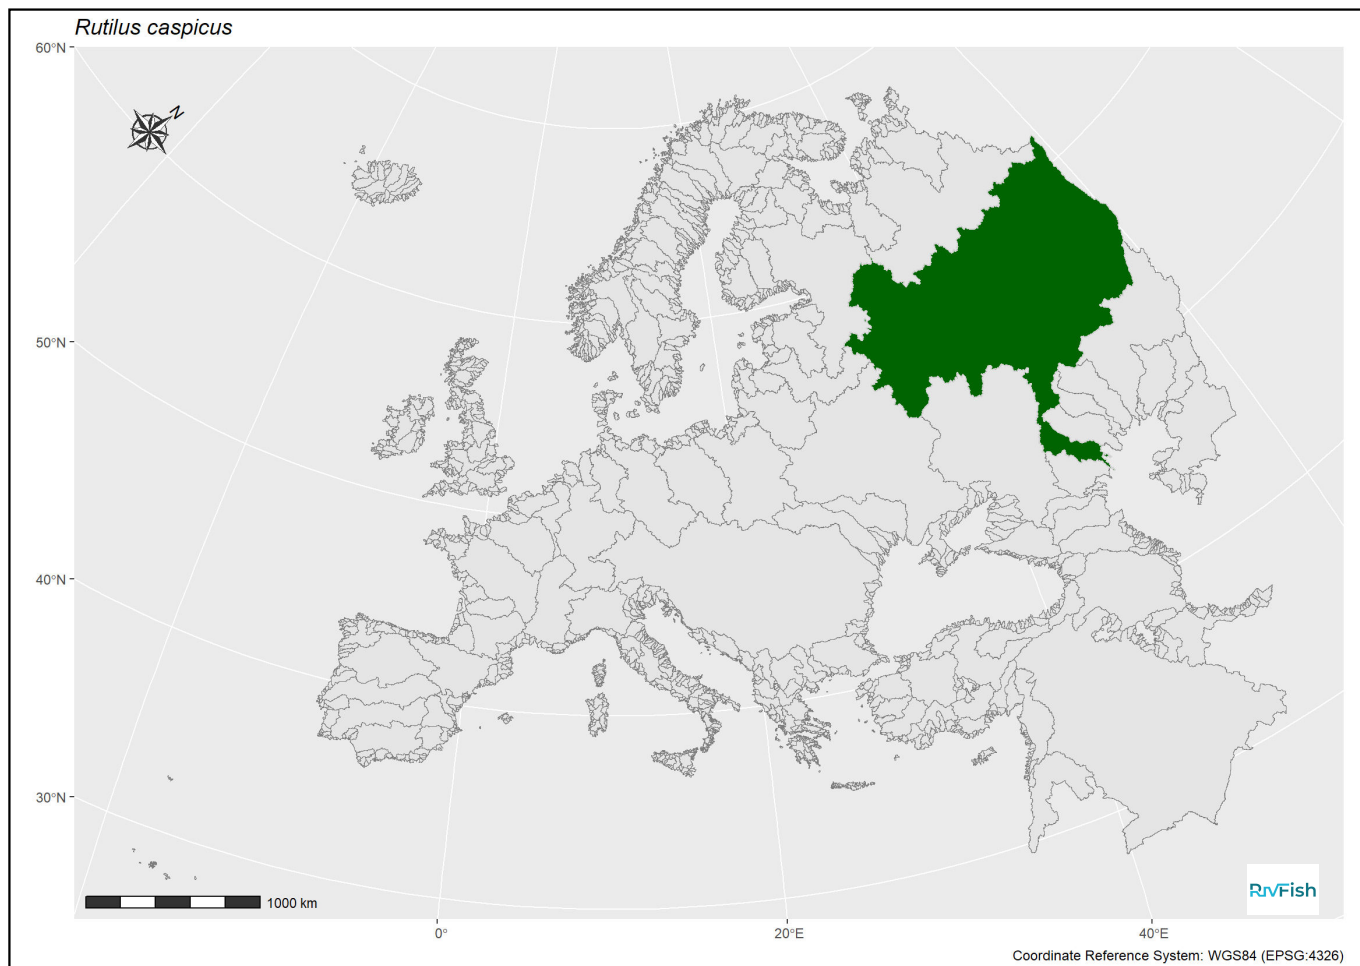 Rutilus caspicus
60°N
N
50°N
40°N
30°N
1000 km
RIVFish
0°
20°E
40°E
Coordinate Reference System: WGS84 (EPSG:4326)